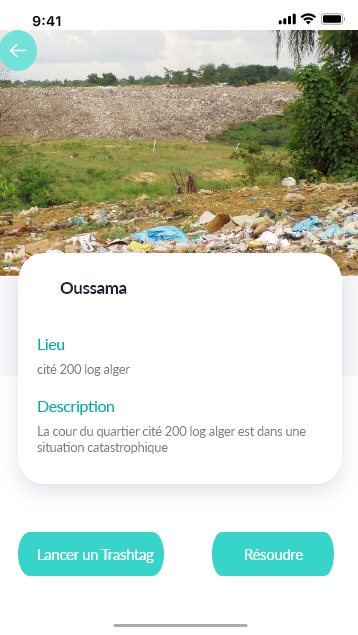 9:41
Oussama
Lieu
cité 200 log alger
Description
La cour du quartier cité 200 log alger est dans une
situation catastrophique
Lancer un Trashtag
Résoudre